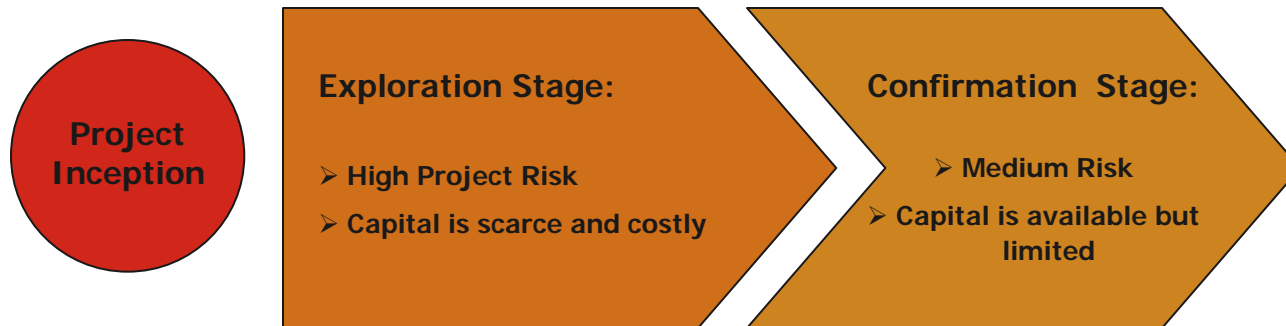 Project
Inception
Exploration Stage:
➢ High Project Risk
➢ Capital is scarce and costly
Confirmation Stage:
➢ Medium Risk
➢ Capital is available but
limited